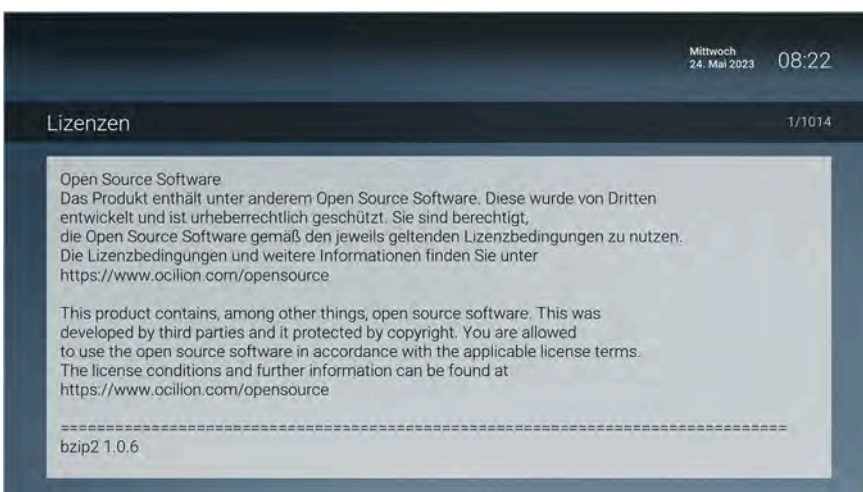 Mittwoch
24. Mai 2023
08:22
Lizenzen
1/1014
Open Source Software
Das Produkt enthält unter anderem Open Source Software. Diese wurde von Dritten
entwickelt und ist urheberrechtlich geschützt. Sie sind berechtigt,
die Open Source Software gemäß den jeweils geltenden Lizenzbedingungen zu nutzen.
Die Lizenzbedingungen und weitere Informationen finden Sie unter
https://www.ocilion.com/opensource
This product contains, among other things, open source software. This was
developed by third parties and it protected by copyright. You are allowed
to use the open source software in accordance with the applicable license terms.
The license conditions and further information can be found at
https://www.ocilion.com/opensource
================================================================================
bzip2 1.0.6